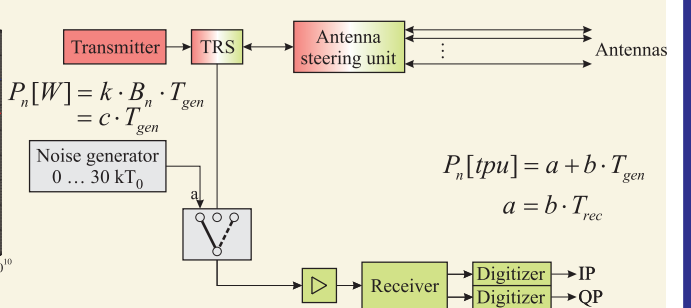 Transmitter
TRS
Antenna
steering unit
Antennas
⋮
P_n[W] = k · B_n · T_gen
= c · T_gen
Noise generator
0 … 30 kT_0
a
P_n[tpu] = a + b · T_gen
a = b · T_rec
10
Receiver
Digitizer
IP
Digitizer
QP